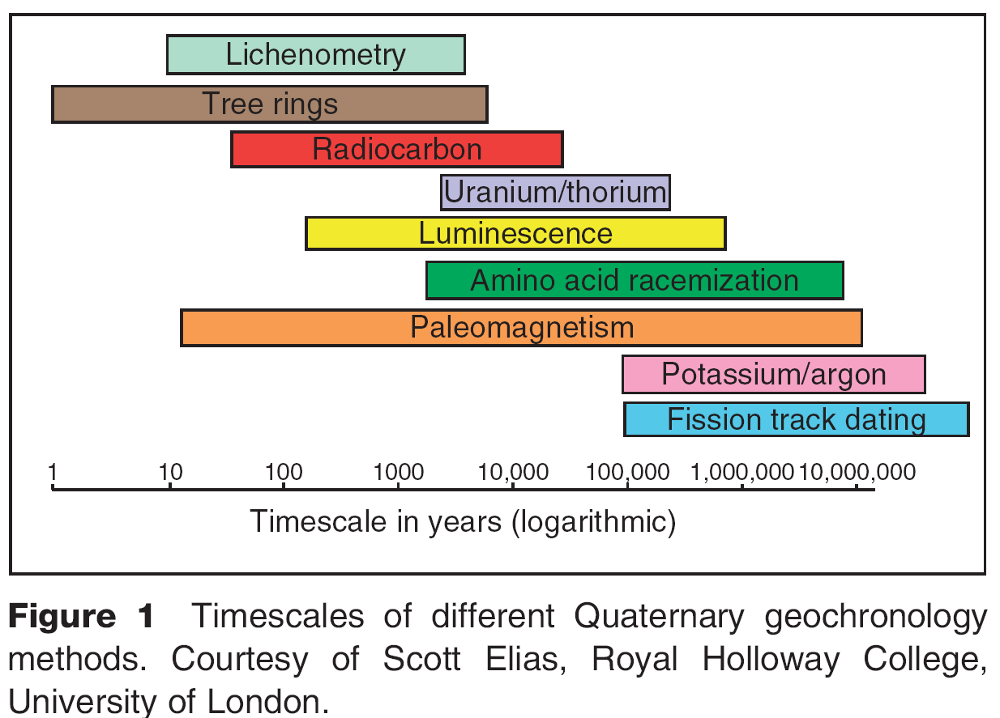 Lichenometry
Tree rings
Radiocarbon
Uranium/thorium
Luminescence
Amino acid racemization
Paleomagnetism
Potassium/argon
Fission track dating
1 10 100 1000 10,000 100,000 1,000,000 10,000,000
Timescale in years (logarithmic)
Figure 1 Timescales of different Quaternary geochronology
methods. Courtesy of Scott Elias, Royal Holloway College,
University of London.